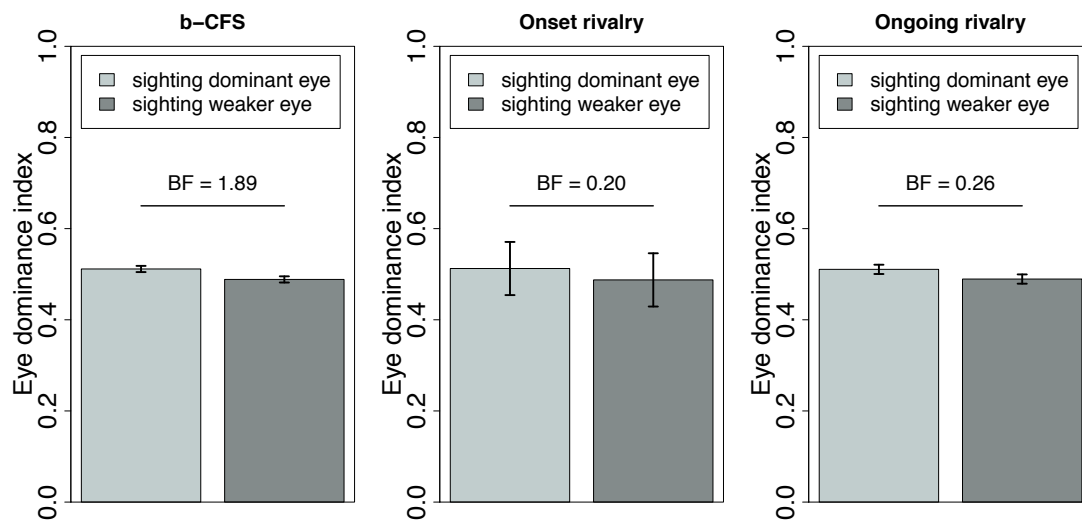 b−CFS
Eye dominance index
0.0 0.2 0.4 0.6 0.8 1.0
sighting dominant eye
sighting weaker eye
BF = 1.89
Onset rivalry
Eye dominance index
0.0 0.2 0.4 0.6 0.8 1.0
sighting dominant eye
sighting weaker eye
BF = 0.20
Ongoing rivalry
Eye dominance index
0.0 0.2 0.4 0.6 0.8 1.0
sighting dominant eye
sighting weaker eye
BF = 0.26